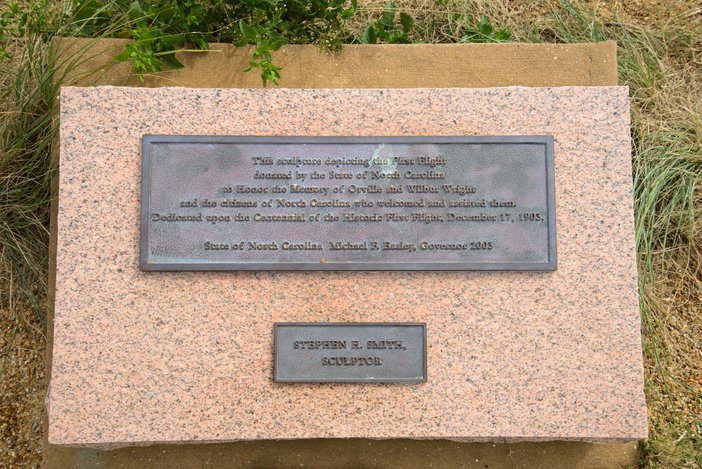 This sculpture depicting the First Flight
donated by the State of North Carolina
to Honor the Memory of Orville and Wilbur Wright
and the citizens of North Carolina who welcomed and assisted them.
Dedicated upon the Centennial of the Historic First Flight, December 17, 1903.
State of North Carolina Michael F. Easley, Governor 2003
STEPHEN H. SMITH,
SCULPTOR